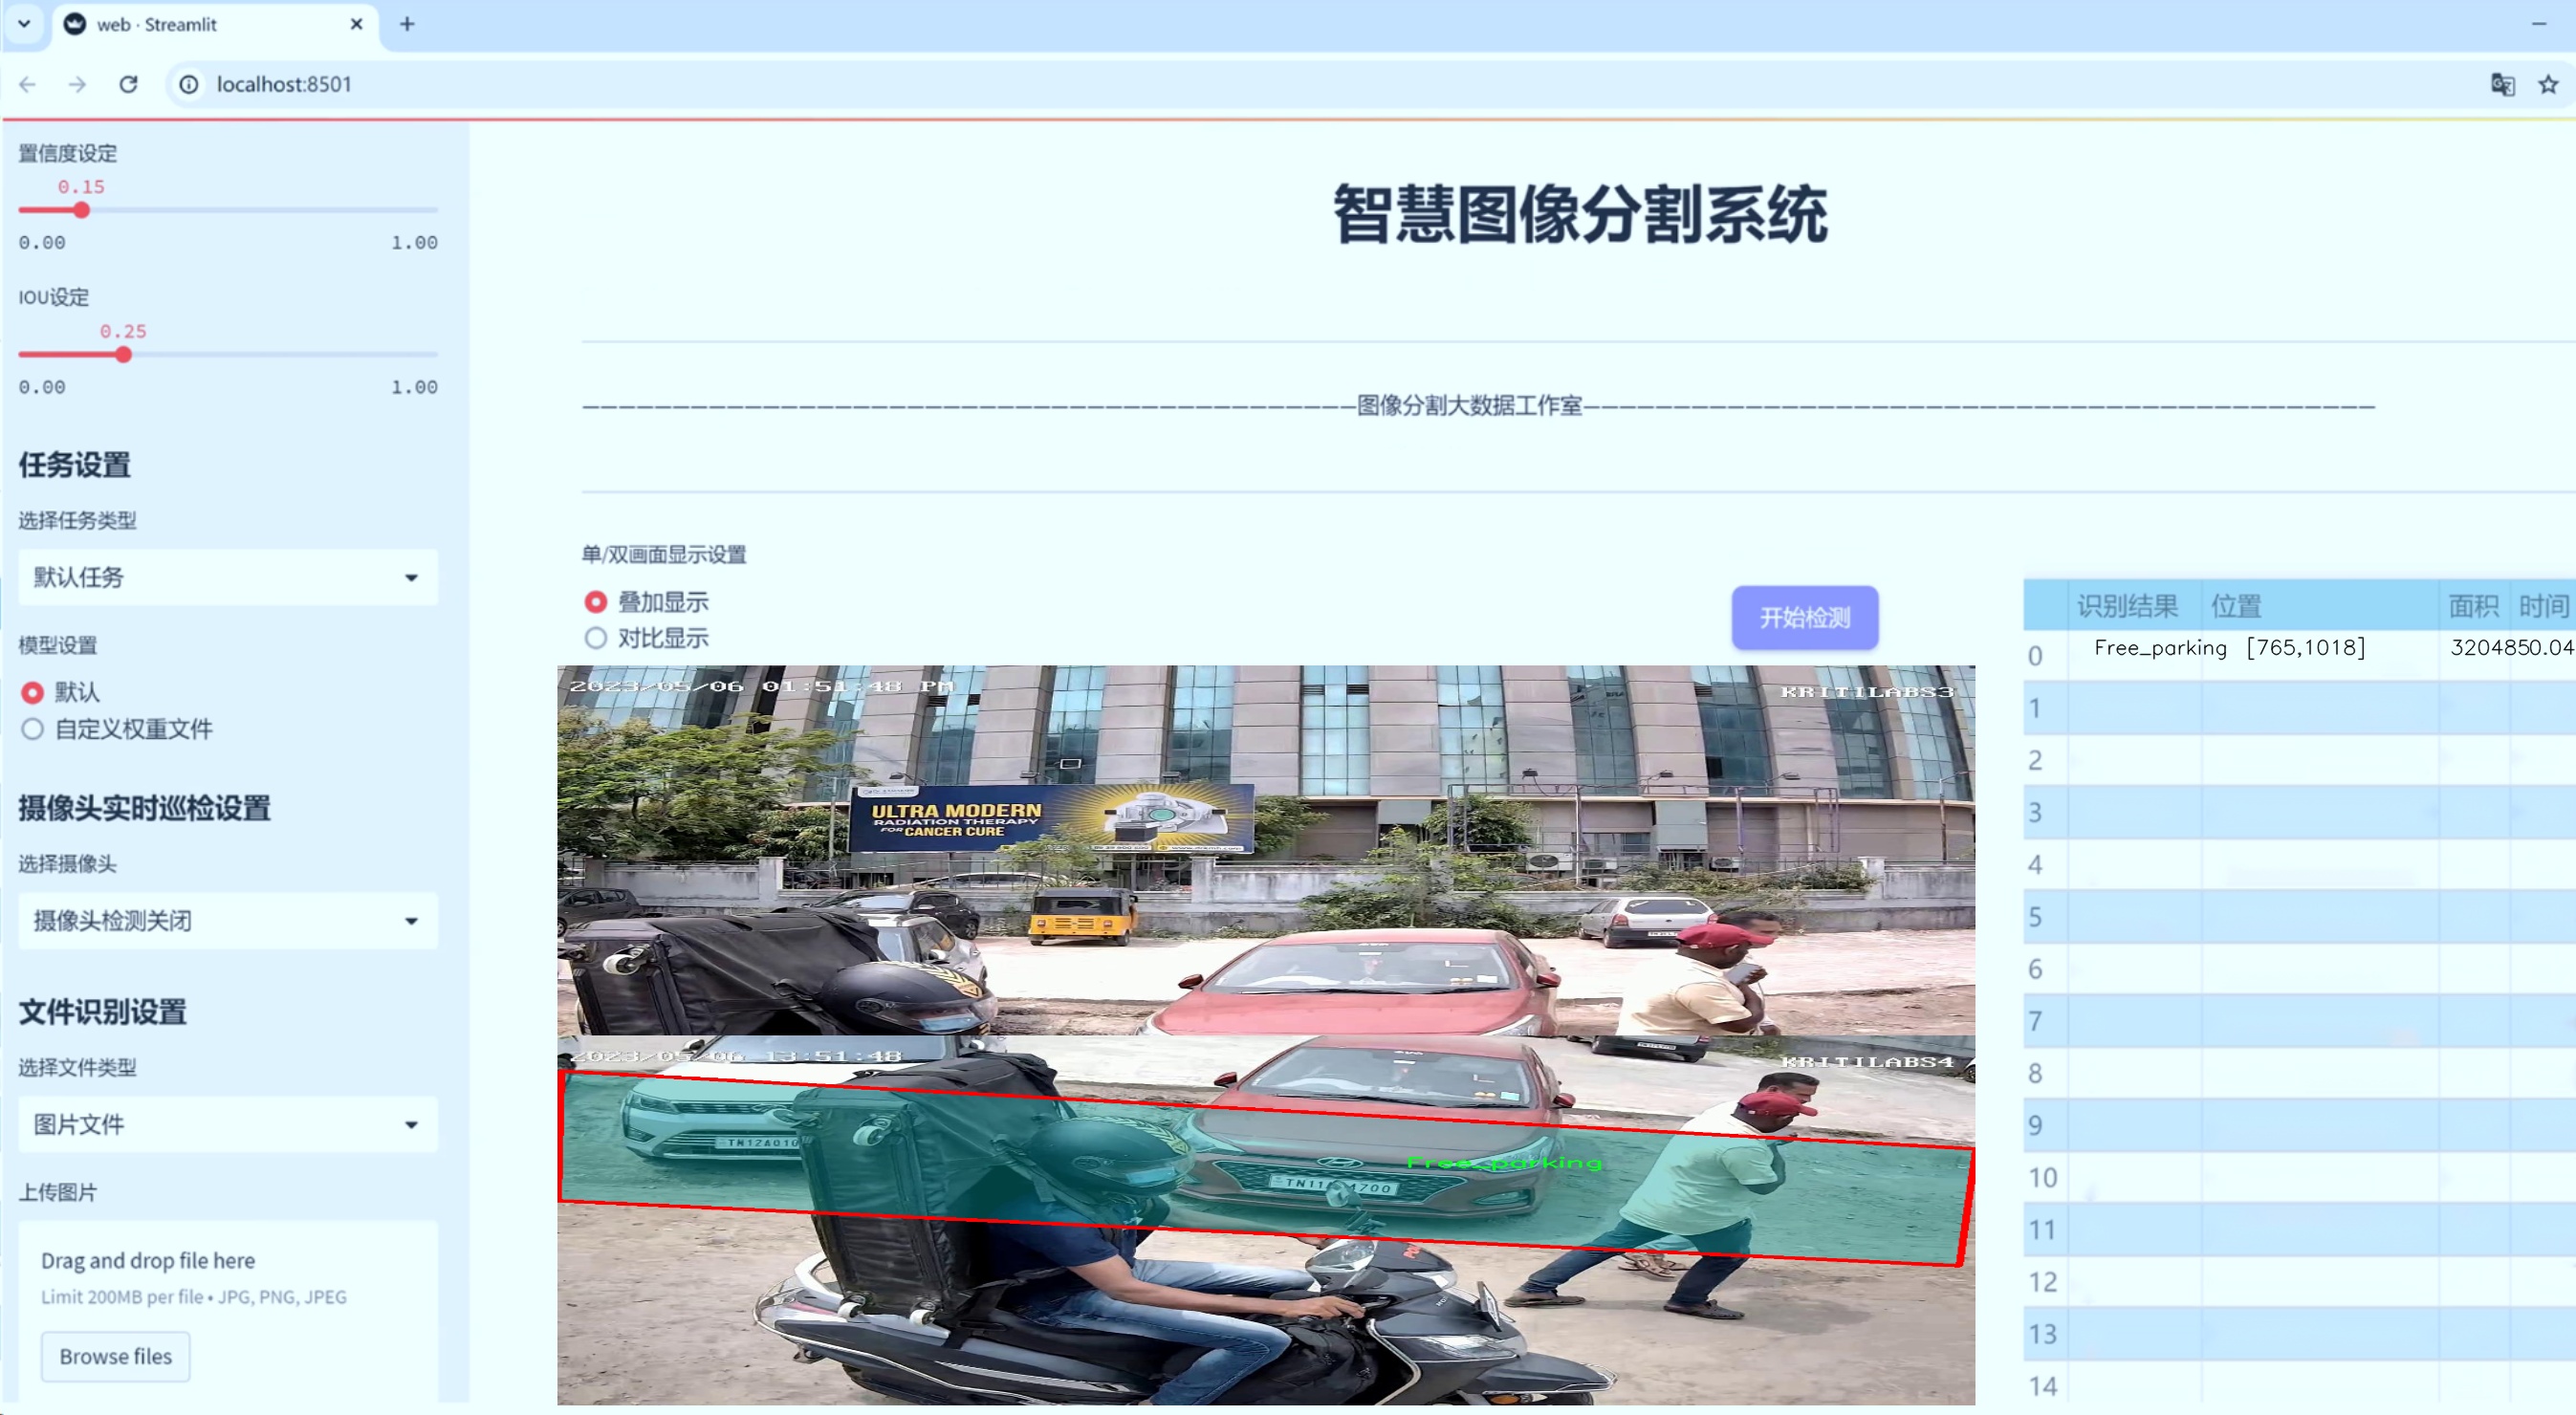 web · Streamlit
localhost:8501
置信度设定
0.15
0.00 1.00
IOU设定
0.25
0.00 1.00
任务设置
选择任务类型
默认任务
模型设置
默认
自定义权重文件
摄像头实时巡检设置
选择摄像头
摄像头检测关闭
文件识别设置
选择文件类型
图片文件
上传图片
Drag and drop file here
Limit 200MB per file • JPG, PNG, JPEG
Browse files
智慧图像分割系统
图像分割大数据工作室
单/双画面显示设置
叠加显示
对比显示
开始检测
2023/05/06 01:51:48 PM
KRITILABS3
ULTRA MODERN
RADIATION THERAPY
FOR CANCER CURE
2023/05/06 13:51:48
KRITILABS4
Free_parking
识别结果 位置 面积 时间
0 Free_parking [765,1018] 3204850.04
1
2
3
4
5
6
7
8
9
10
11
12
13
14